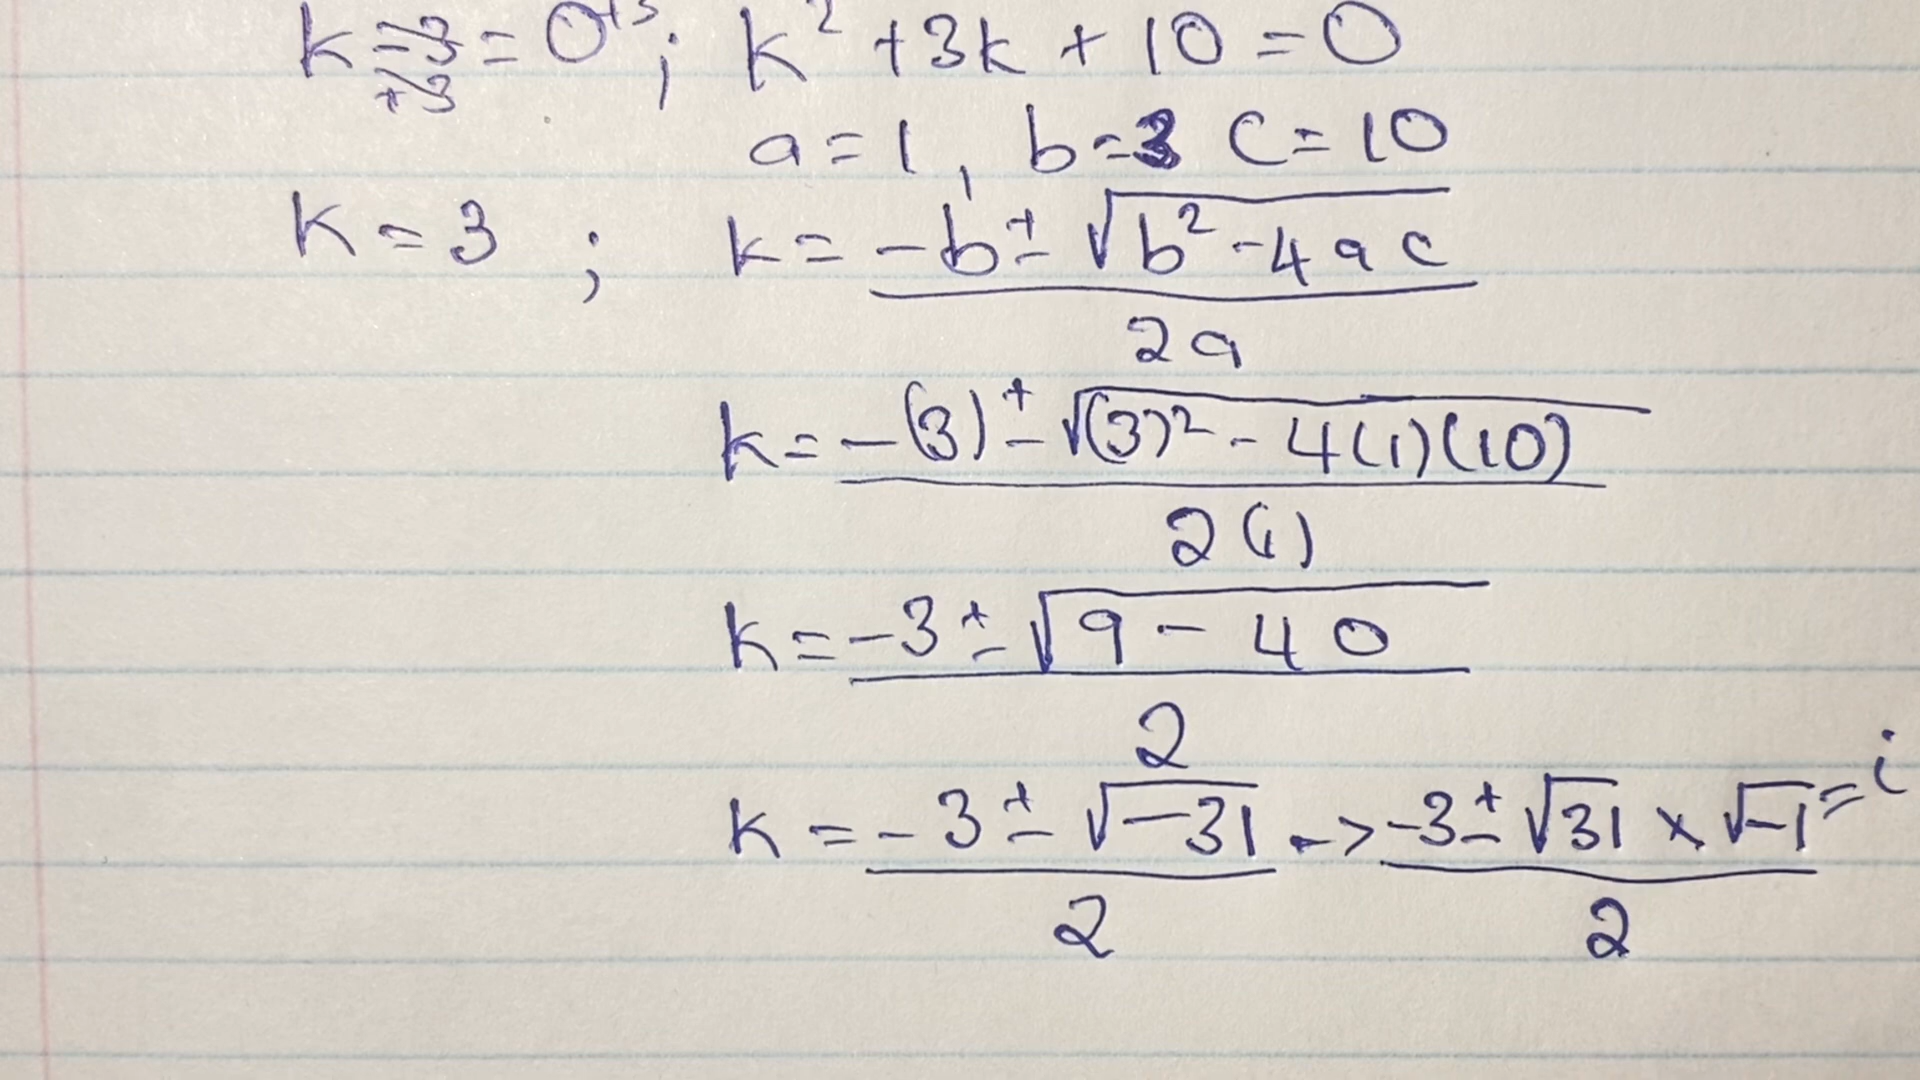 k - 3 = 0 +3 ; k² + 3k + 10 = 0
+3
a = 1, b = 3 c = 10
k = 3 ; k = -b ± √b² - 4ac
2a
k = -(3) ± √(3)² - 4(1)(10)
2(1)
k = -3 ± √9 - 40
2
k = -3 ± √-31 -> -3 ± √31 × √-1 = i
2 2